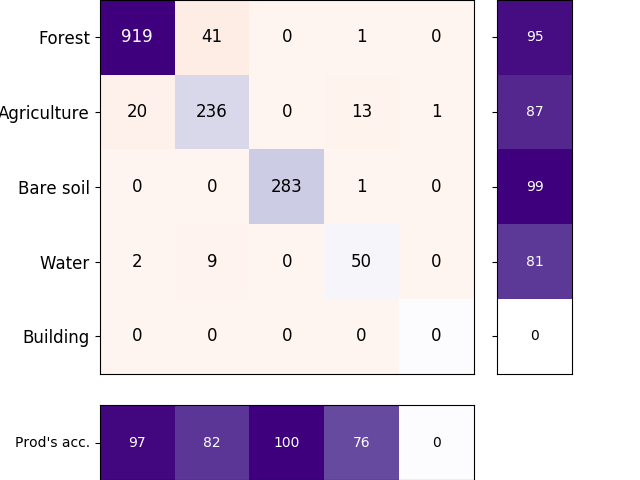 Forest 919 41 0 1 0 95
Agriculture 20 236 0 13 1 87
Bare soil 0 0 283 1 0 99
Water 2 9 0 50 0 81
Building 0 0 0 0 0 0
Prod's acc. 97 82 100 76 0